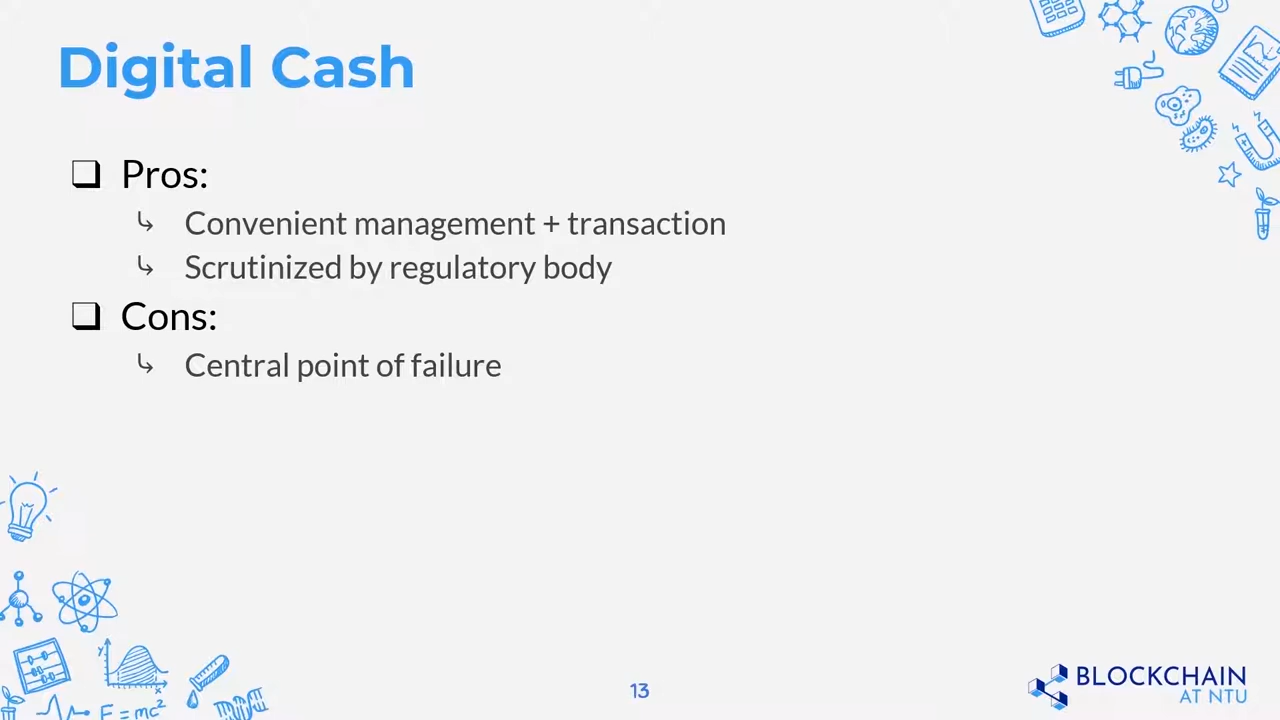 Digital Cash
❑ Pros:
↳ Convenient management + transaction
↳ Scrutinized by regulatory body
❑ Cons:
↳ Central point of failure
y
x
E = mc²
13
BLOCKCHAIN
AT NTU